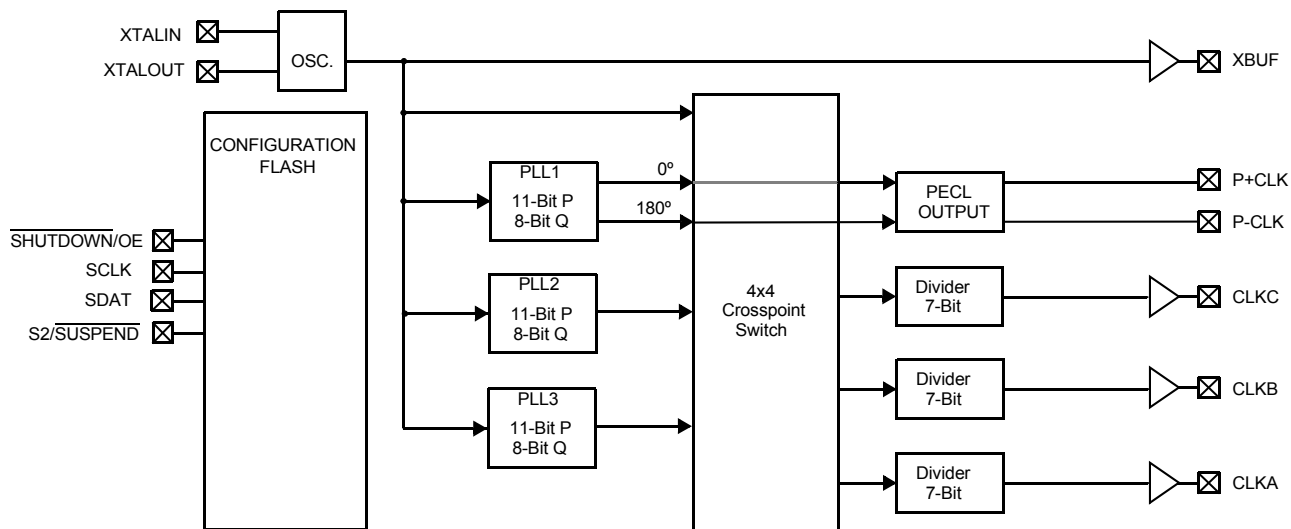 XTALIN
XTALOUT
OSC.
XBUF
CONFIGURATION
FLASH
SHUTDOWN/OE
SCLK
SDAT
S2/SUSPEND
PLL1
11-Bit P
8-Bit Q
0º
180º
PLL2
11-Bit P
8-Bit Q
PLL3
11-Bit P
8-Bit Q
4x4
Crosspoint
Switch
PECL
OUTPUT
P+CLK
P-CLK
Divider
7-Bit
CLKC
Divider
7-Bit
CLKB
Divider
7-Bit
CLKA